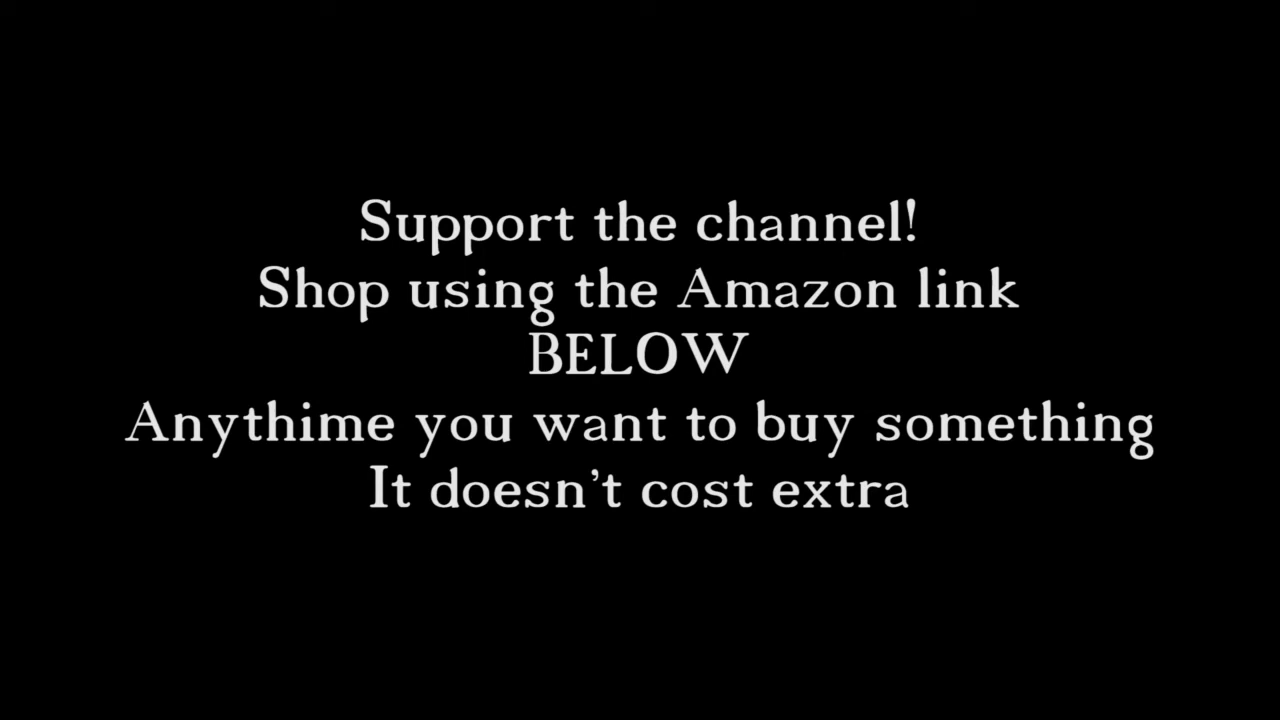 Support the channel!
Shop using the Amazon link
BELOW
Anythime you want to buy something
It doesn't cost extra